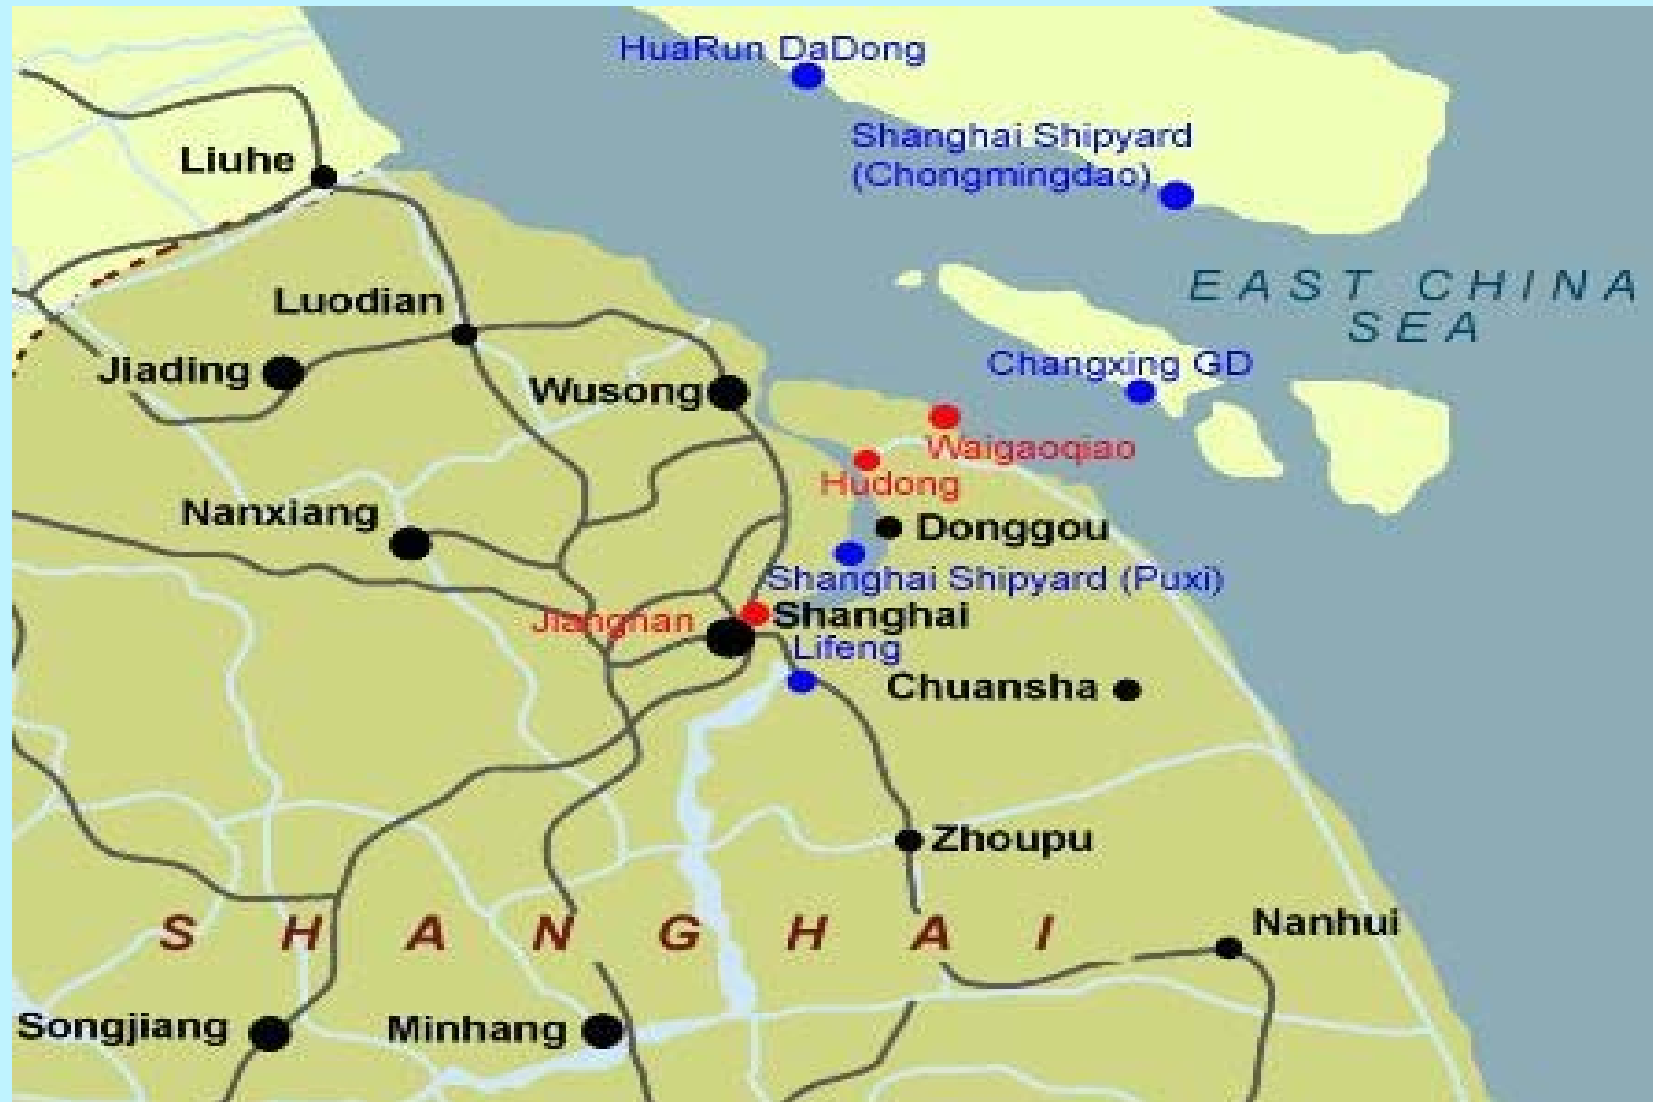 HuaRun DaDong
Shanghai Shipyard
(Chongmingdao)
Liuhe
EAST CHINA
SEA
Luodian
Changxing GD
Jiading
Wusong
Waigaoqiao
Hudong
Nanxiang
Donggou
Shanghai Shipyard (Puxi)
Jiangnan
Shanghai
Lifeng
Chuansha
Zhoupu
SHANGHAI
Nanhui
Songjiang
Minhang